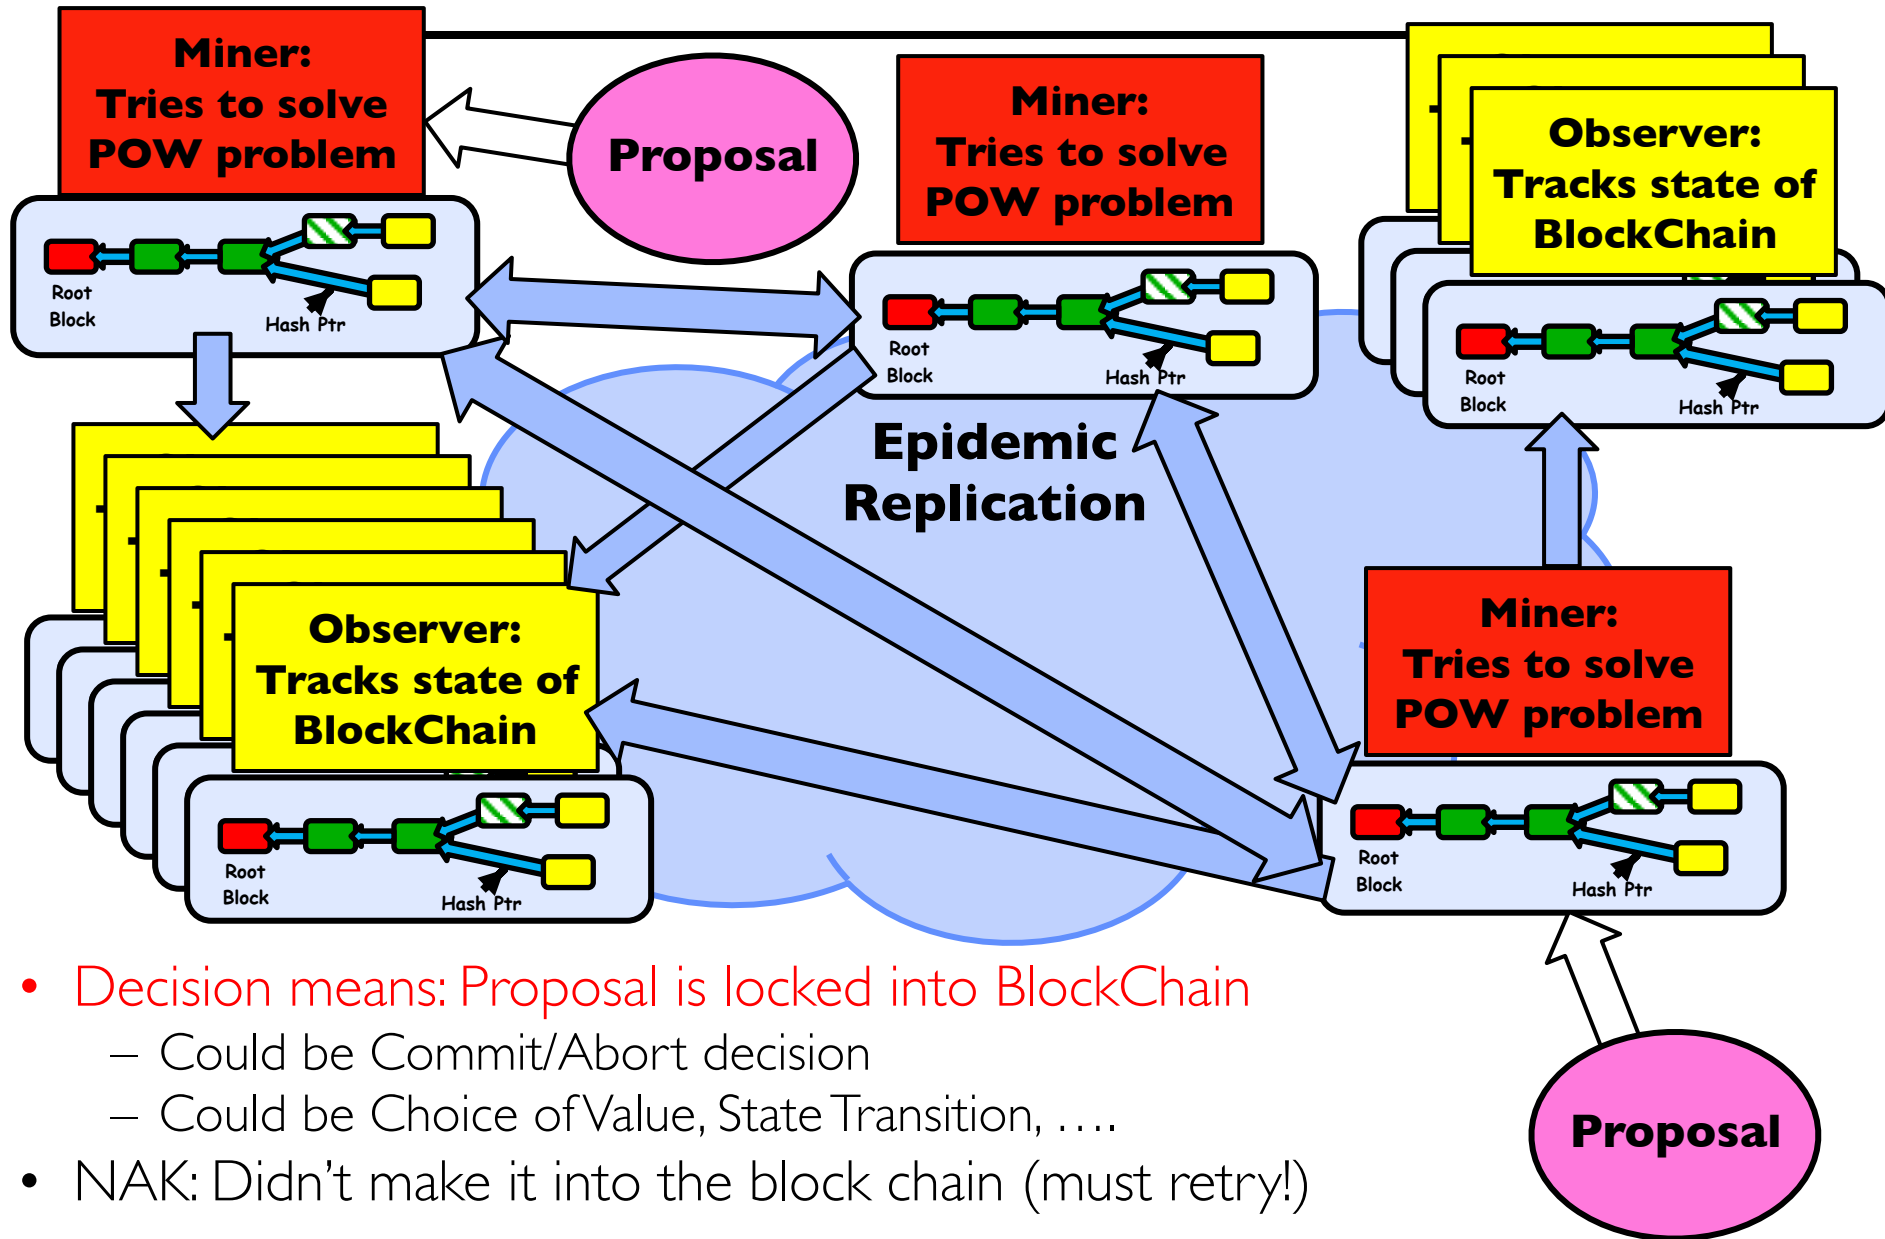 Miner:
Tries to solve
POW problem
Root
Block
Hash Ptr
Proposal
Miner:
Tries to solve
POW problem
Root
Block
Hash Ptr
Observer:
Tracks state of
BlockChain
Root
Block
Hash Ptr
Epidemic
Replication
Observer:
Tracks state of
BlockChain
Root
Block
Hash Ptr
Miner:
Tries to solve
POW problem
Root
Block
Hash Ptr
Proposal
• Decision means: Proposal is locked into BlockChain
– Could be Commit/Abort decision
– Could be Choice of Value, State Transition, ….
• NAK: Didn’t make it into the block chain (must retry!)